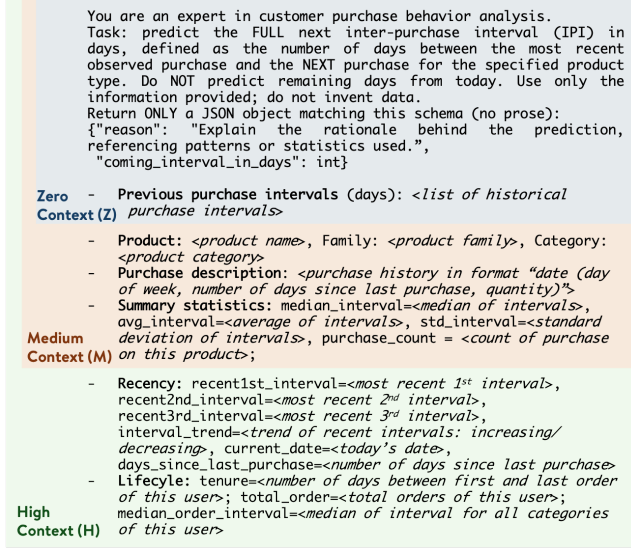 You are an expert in customer purchase behavior analysis.
Task: predict the FULL next inter-purchase interval (IPI) in
days, defined as the number of days between the most recent
observed purchase and the NEXT purchase for the specified product
type. Do NOT predict remaining days from today. Use only the
information provided; do not invent data.
Return ONLY a JSON object matching this schema (no prose):
{"reason": "Explain the rationale behind the prediction,
referencing patterns or statistics used.”,
"coming_interval_in_days": int}
Zero Context (Z)
- Previous purchase intervals (days): <list of historical
purchase intervals>
- Product: <product name>, Family: <product family>, Category:
<product category>
- Purchase description: <purchase history in format “date (day
of week, number of days since last purchase, quantity)”>
- Summary statistics: median_interval=<median of intervals>,
avg_interval=<average of intervals>, std_interval=<standard
deviation of intervals>, purchase_count = <count of purchase
on this product>;
Medium
Context (M)
- Recency: recent1st_interval=<most recent 1st interval>,
recent2nd_interval=<most recent 2nd interval>,
recent3rd_interval=<most recent 3rd interval>,
interval_trend=<trend of recent intervals: increasing/
decreasing>, current_date=<today's date>,
days_since_last_purchase=<number of days since last purchase>
- Lifecyle: tenure=<number of days between first and last order
of this user>; total_order=<total orders of this user>;
median_order_interval=<median of interval for all categories
of this user>
High
Context (H)